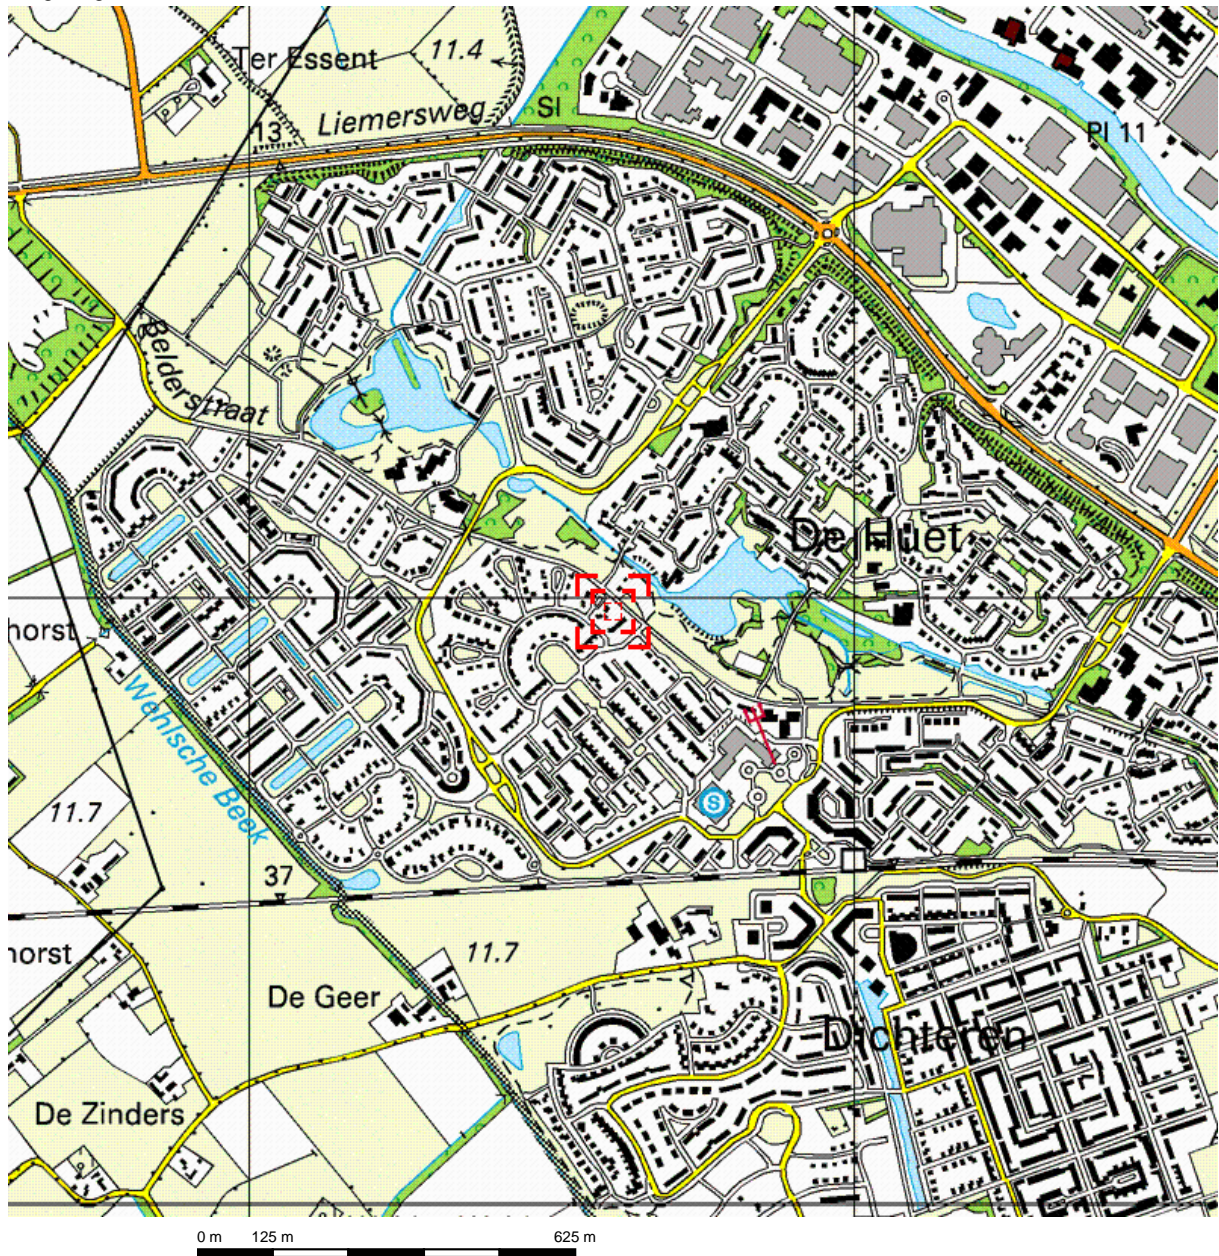 Ter Essent
11.4
Liemersweg
SI
13
Pl 11
Belderstraat
De Huet
horst
Wehlsche Beek
11.7
S
37
horst
11.7
De Geer
Dichteren
De Zinders
0 m 125 m 625 m